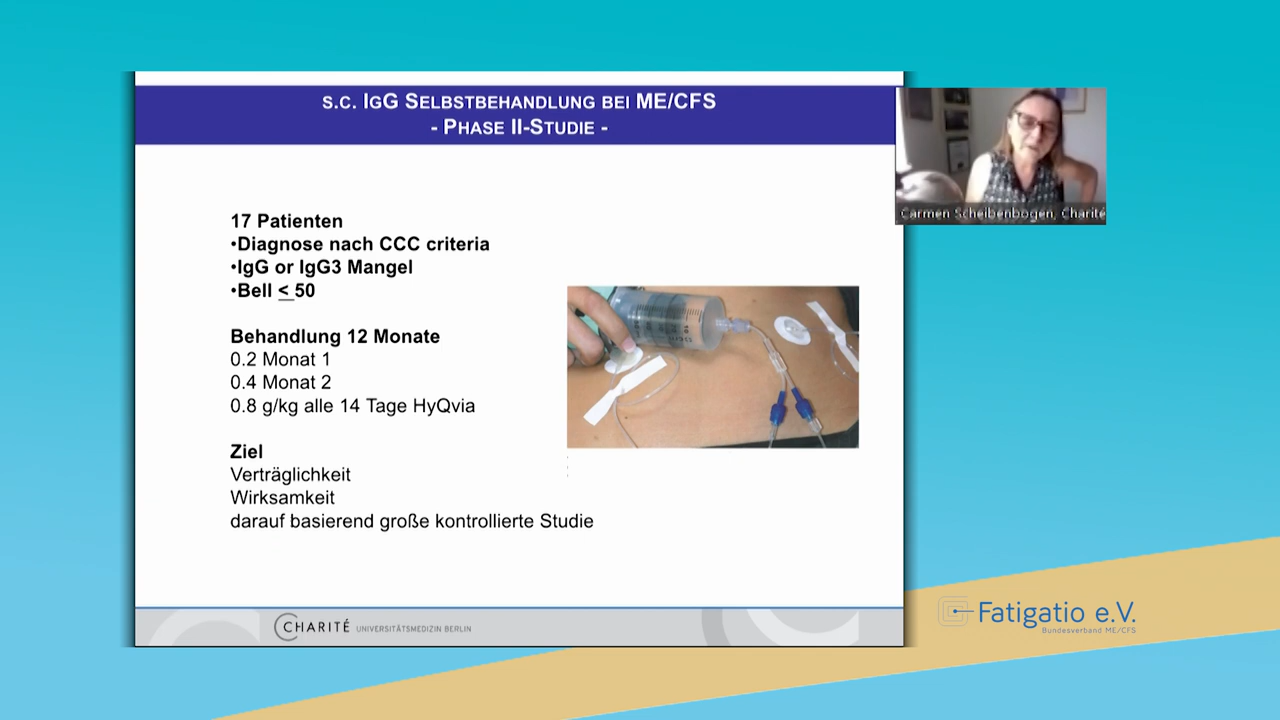 s.c. IgG Selbstbehandlung bei ME/CFS
- Phase II-Studie -
17 Patienten
•Diagnose nach CCC criteria
•IgG or IgG3 Mangel
•Bell < 50
Behandlung 12 Monate
0.2 Monat 1
0.4 Monat 2
0.8 g/kg alle 14 Tage HyQvia
Ziel
Verträglichkeit
Wirksamkeit
darauf basierend große kontrollierte Studie
CHARITÉ UNIVERSITÄTSMEDIZIN BERLIN
Carmen Scheibenbogen, Charité
Fatigatio e.V.
Bundesverband ME/CFS